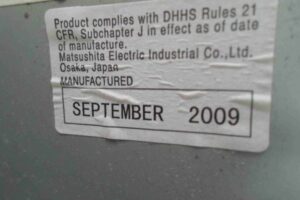 Product complies with DHHS Rules 21
CFR, Subchapter J in effect as of date
of manufacture.
Matsushita Electric Industrial Co.,Ltd.
Osaka, Japan
MANUFACTURED
SEPTEMBER 2009